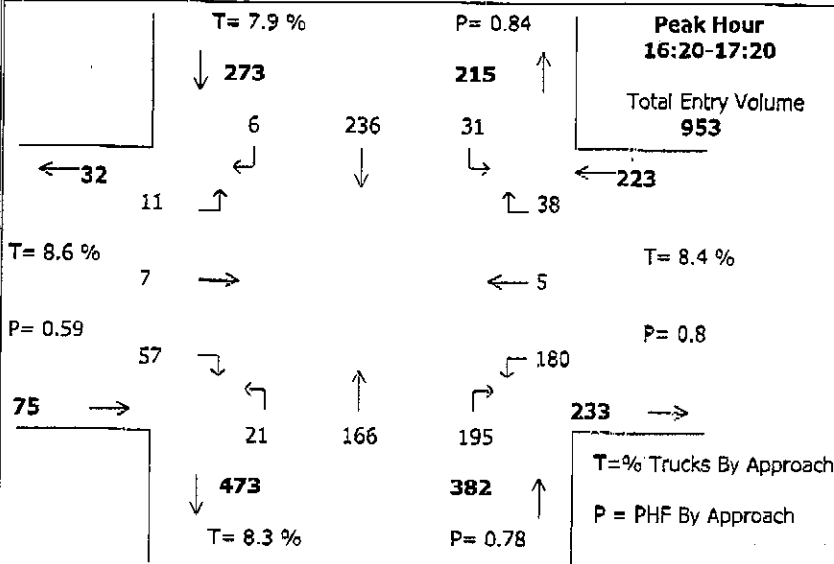 T= 7.9 % P= 0.84 Peak Hour
16:20-17:20
273 215
Total Entry Volume
6 236 31 953
32 223
11 38
T= 8.6 % T= 8.4 %
7 5
P= 0.59 P= 0.8
57 180
75 233
21 166 195
T=% Trucks By Approach
473 382
P = PHF By Approach
T= 8.3 % P= 0.78